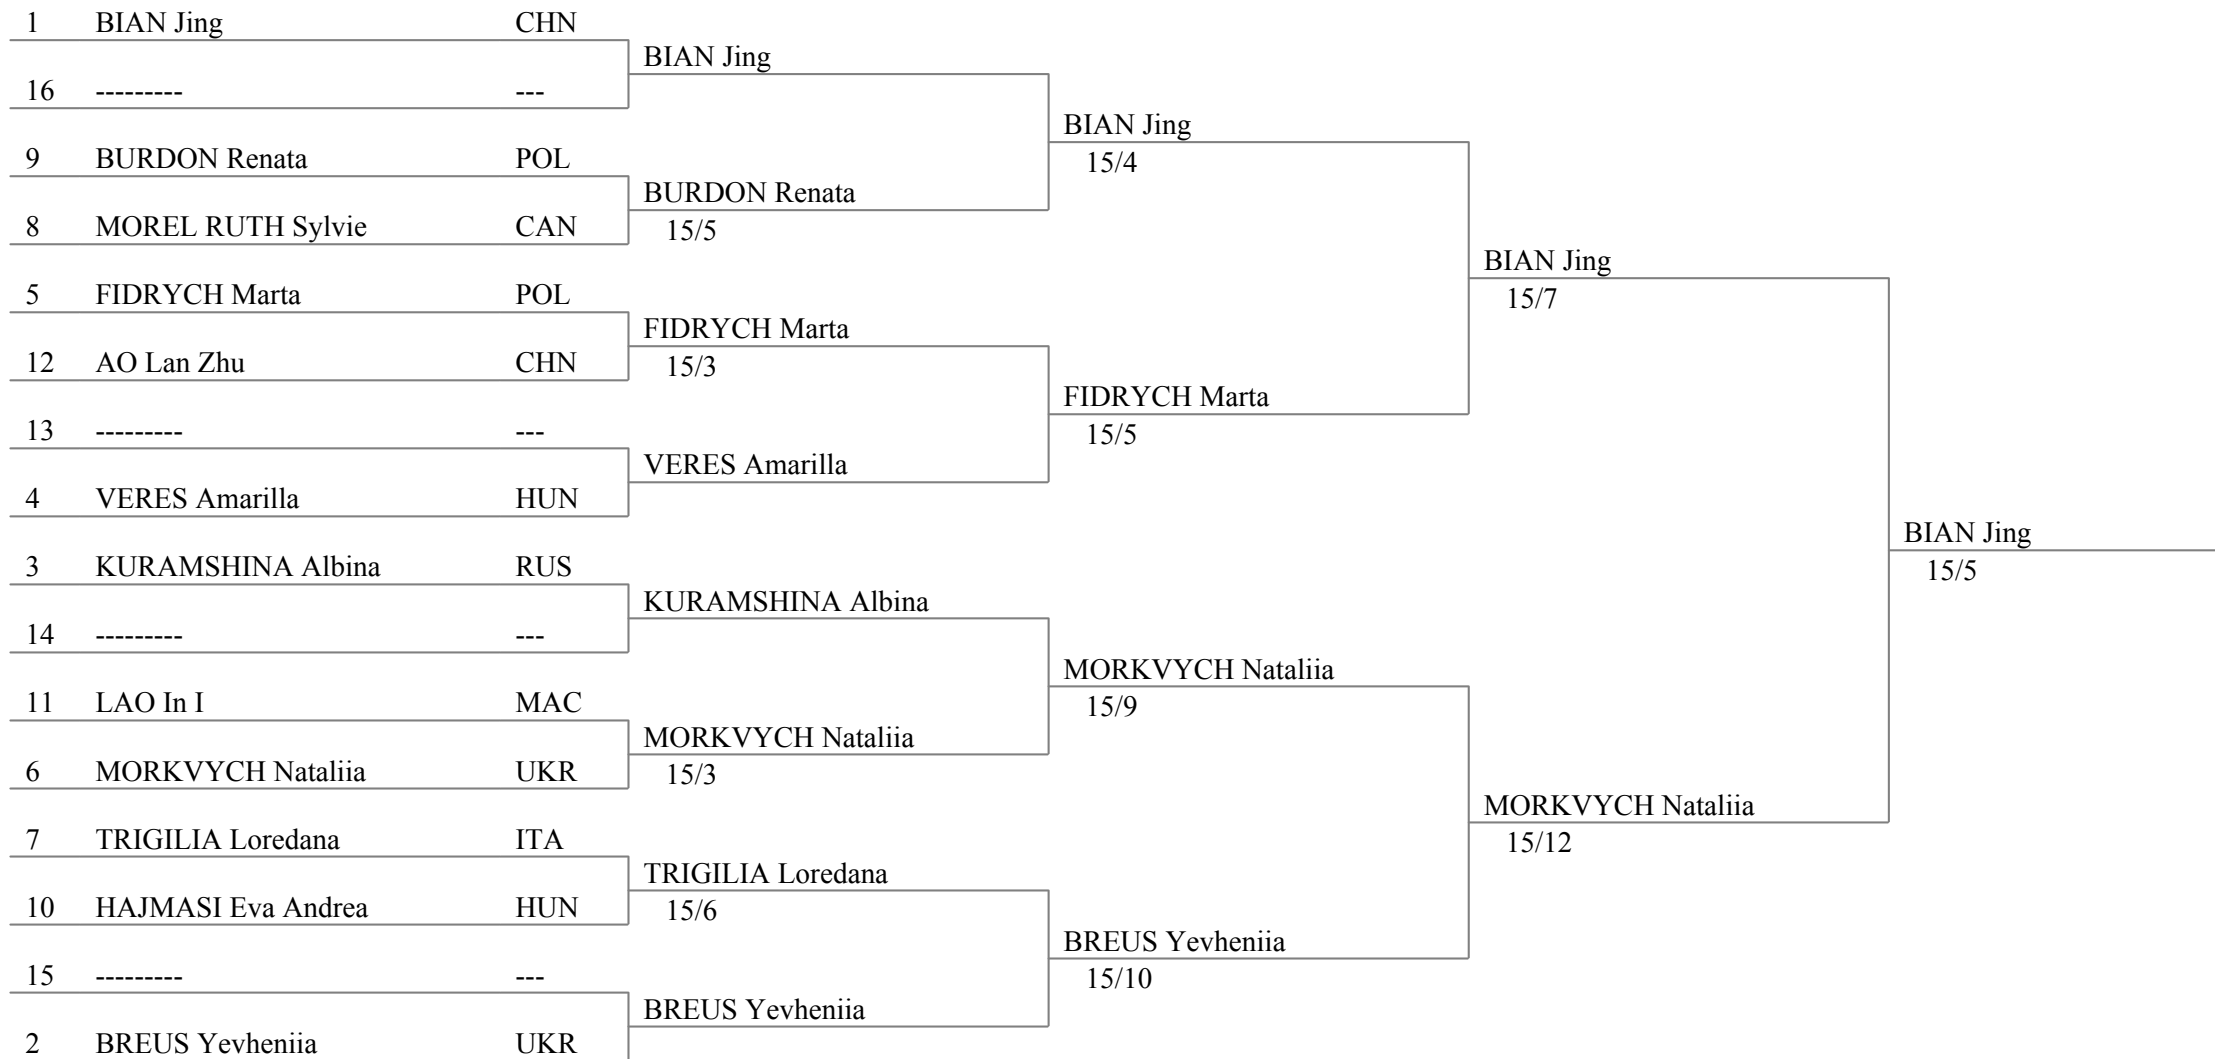 1 BIAN Jing CHN
BIAN Jing
16 --------- ---
BIAN Jing
15/4
9 BURDON Renata POL
BURDON Renata
15/5
8 MOREL RUTH Sylvie CAN
BIAN Jing
15/7
5 FIDRYCH Marta POL
FIDRYCH Marta
15/3
12 AO Lan Zhu CHN
FIDRYCH Marta
15/5
13 --------- ---
VERES Amarilla
4 VERES Amarilla HUN
BIAN Jing
15/5
3 KURAMSHINA Albina RUS
KURAMSHINA Albina
14 --------- ---
MORKVYCH Nataliia
15/9
11 LAO In I MAC
MORKVYCH Nataliia
15/3
6 MORKVYCH Nataliia UKR
MORKVYCH Nataliia
15/12
7 TRIGILIA Loredana ITA
TRIGILIA Loredana
15/6
10 HAJMASI Eva Andrea HUN
BREUS Yevheniia
15/10
15 --------- ---
BREUS Yevheniia
2 BREUS Yevheniia UKR